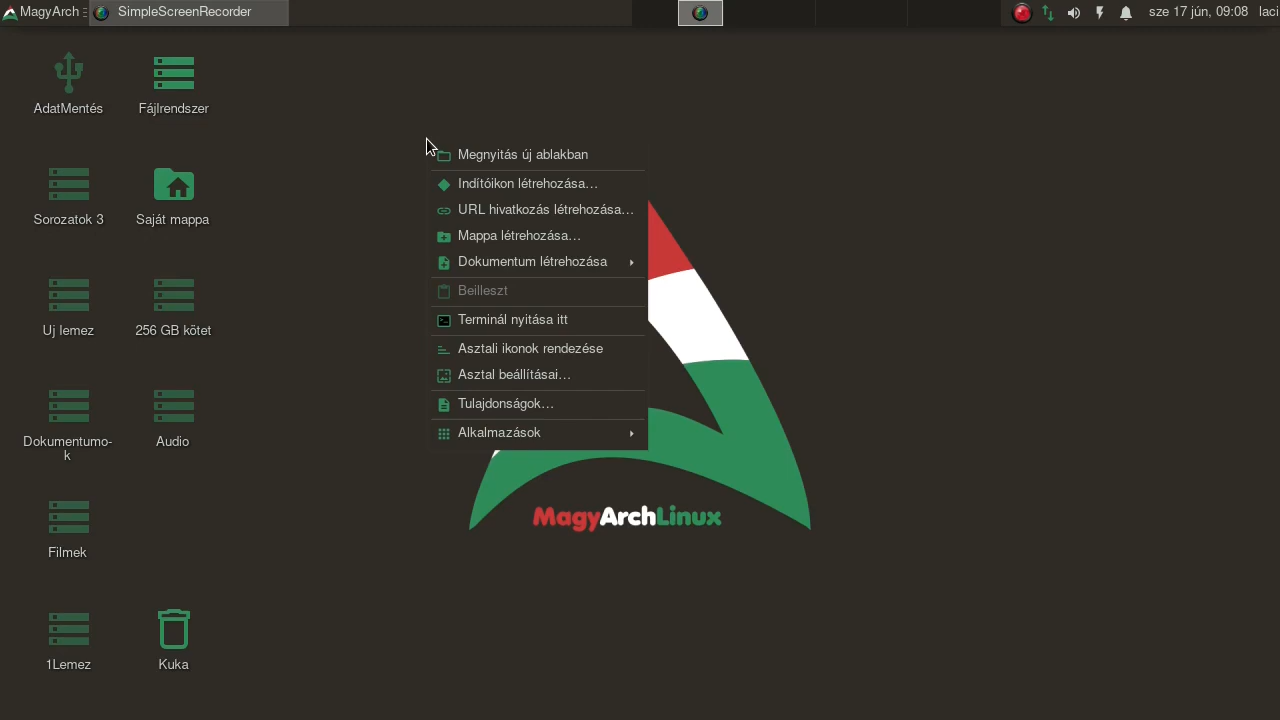 MagyArch
SimpleScreenRecorder
sze 17 jún, 09:08
laci
AdatMentés
Fájlrendszer
Sorozatok 3
Saját mappa
Uj lemez
256 GB kötet
Dokumentumo-
k
Audio
Filmek
1Lemez
Kuka
Megnyitás új ablakban
Indítóikon létrehozása...
URL hivatkozás létrehozása...
Mappa létrehozása...
Dokumentum létrehozása
Beilleszt
Terminál nyitása itt
Asztali ikonok rendezése
Asztal beállításai...
Tulajdonságok...
Alkalmazások
MagyArchLinux